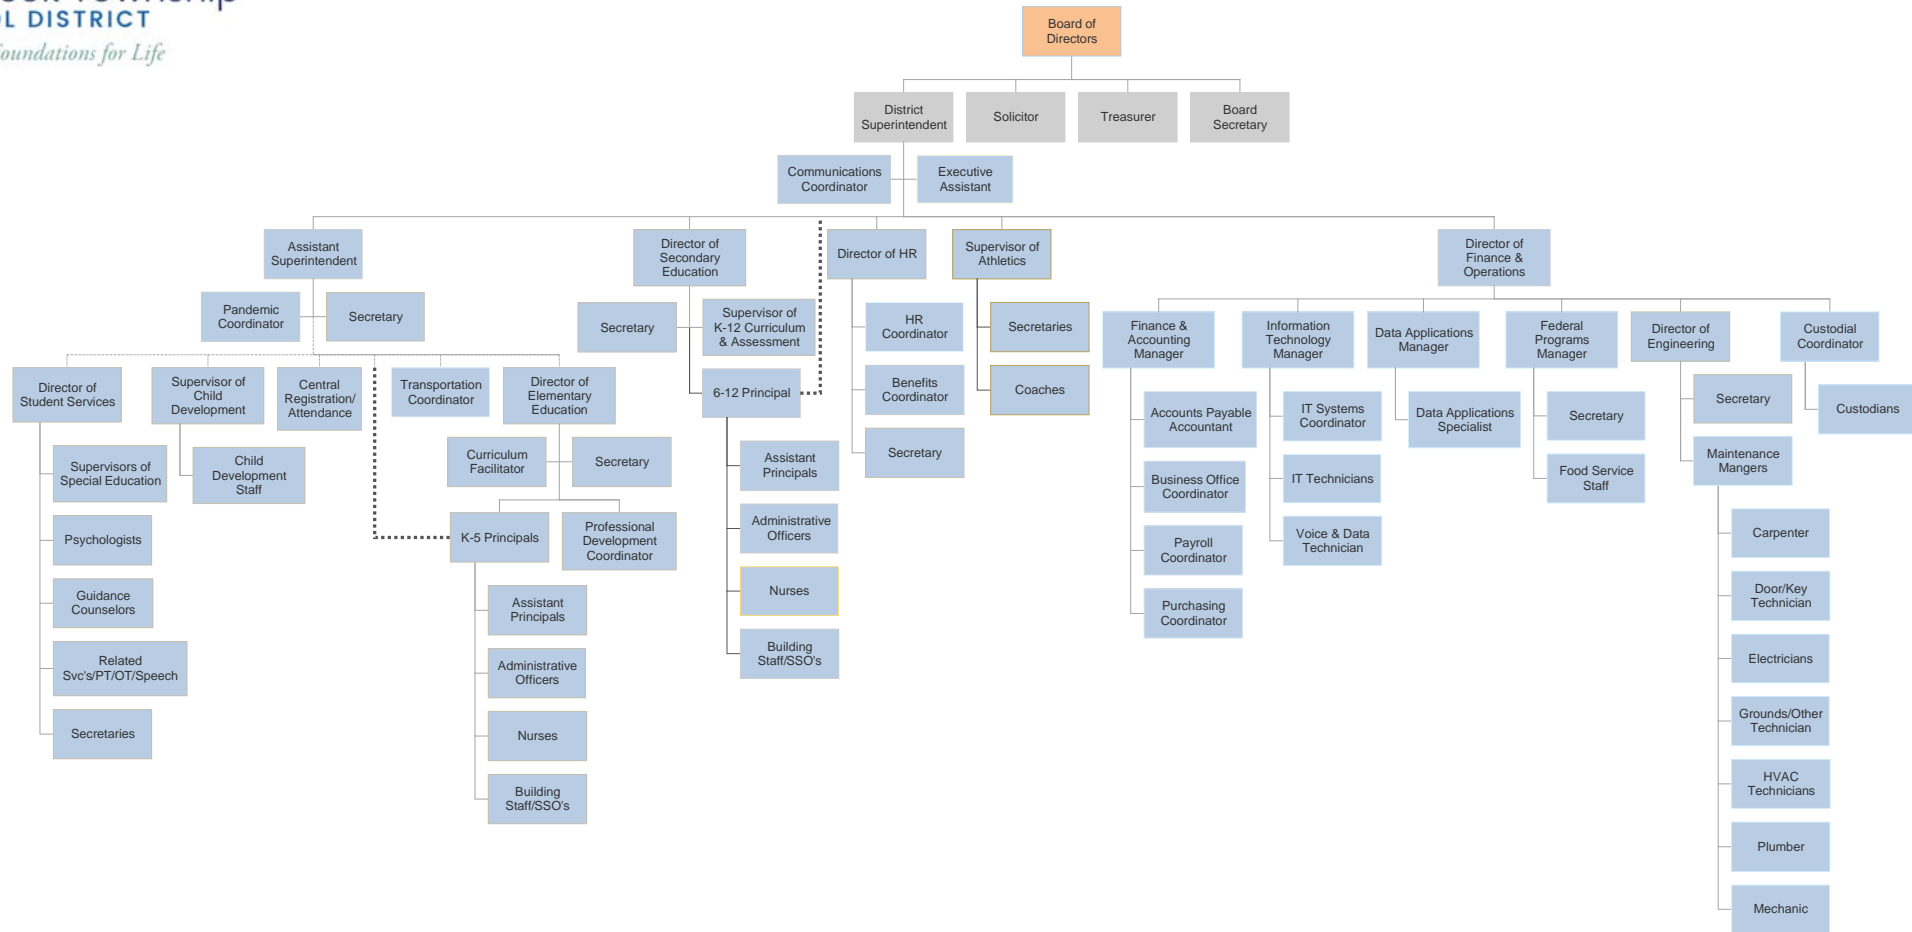 OL DISTRICT
oundations for Life
Board of
Directors
District
Superintendent
Solicitor
Treasurer
Board
Secretary
Communications
Coordinator
Executive
Assistant
Assistant
Superintendent
Director of
Secondary
Education
Director of HR
Supervisor of
Athletics
Director of
Finance &
Operations
Pandemic
Coordinator
Secretary
Secretary
Supervisor of
K-12 Curriculum
& Assessment
HR
Coordinator
Secretaries
Finance &
Accounting
Manager
Information
Technology
Manager
Data Applications
Manager
Federal
Programs
Manager
Director of
Engineering
Custodial
Coordinator
Director of
Student Services
Supervisor of
Child
Development
Central
Registration/
Attendance
Transportation
Coordinator
Director of
Elementary
Education
6-12 Principal
Benefits
Coordinator
Coaches
Accounts Payable
Accountant
IT Systems
Coordinator
Data Applications
Specialist
Secretary
Secretary
Custodians
Supervisors of
Special Education
Child
Development
Staff
Curriculum
Facilitator
Secretary
Assistant
Principals
Secretary
Business Office
Coordinator
IT Technicians
Food Service
Staff
Maintenance
Mangers
Psychologists
K-5 Principals
Professional
Development
Coordinator
Administrative
Officers
Payroll
Coordinator
Voice & Data
Technician
Carpenter
Guidance
Counselors
Assistant
Principals
Nurses
Purchasing
Coordinator
Door/Key
Technician
Related
Svc's/PT/OT/Speech
Administrative
Officers
Building
Staff/SSO's
Electricians
Secretaries
Nurses
Grounds/Other
Technician
Building
Staff/SSO's
HVAC
Technicians
Plumber
Mechanic